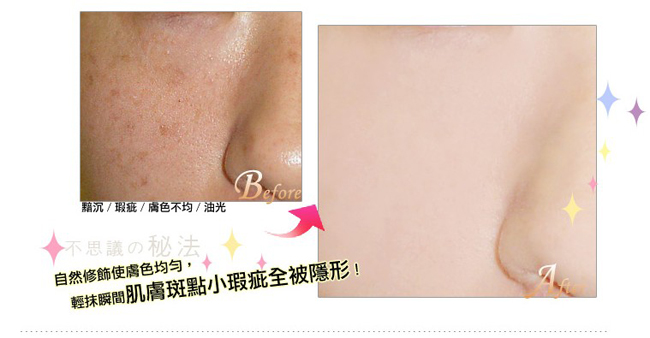 Before
黯沉 / 瑕疵 / 膚色不均 / 油光
不思議の秘法
自然修飾使膚色均勻，
輕抹瞬間肌膚斑點小瑕疵全被隱形！
After